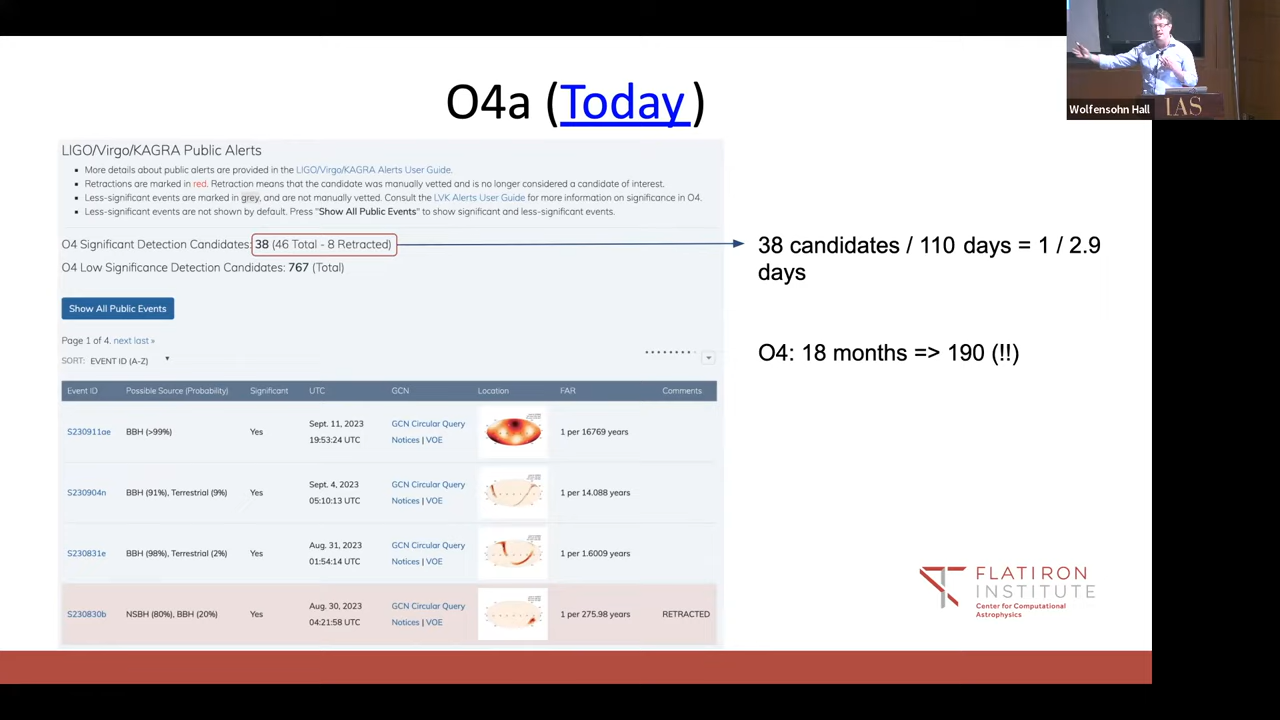 O4a (Today )
Wolfensohn Hall
IAS
LIGO/Virgo/KAGRA Public Alerts
More details about public alerts are provided in the LIGO/Virgo/KAGRA Alerts User Guide.
Retractions are marked in red. Retraction means that the candidate was manually vetted and is no longer considered a candidate of interest.
Less-significant events are marked in grey, and are not manually vetted. Consult the LVK Alerts User Guide for more information on significance in O4.
Less-significant events are not shown by default. Press "Show All Public Events" to show significant and less-significant events.
O4 Significant Detection Candidates: 38 (46 Total - 8 Retracted)
O4 Low Significance Detection Candidates: 767 (Total)
38 candidates / 110 days = 1 / 2.9
days
Show All Public Events
Page 1 of 4. next last »
SORT: EVENT ID (A-Z)
O4: 18 months => 190 (!!)
Event ID Possible Source (Probability) Significant UTC GCN Location FAR Comments
S230911ae BBH (>99%) Yes Sept. 11, 2023 19:53:24 UTC GCN Circular Query Notices | VOE 1 per 16769 years
S230904n BBH (91%), Terrestrial (9%) Yes Sept. 4, 2023 05:10:13 UTC GCN Circular Query Notices | VOE 1 per 14.088 years
S230831e BBH (98%), Terrestrial (2%) Yes Aug. 31, 2023 01:54:14 UTC GCN Circular Query Notices | VOE 1 per 1.6009 years
S230830b NSBH (80%), BBH (20%) Yes Aug. 30, 2023 04:21:58 UTC GCN Circular Query Notices | VOE 1 per 275.98 years RETRACTED
FLATIRON
INSTITUTE
Center for Computational
Astrophysics